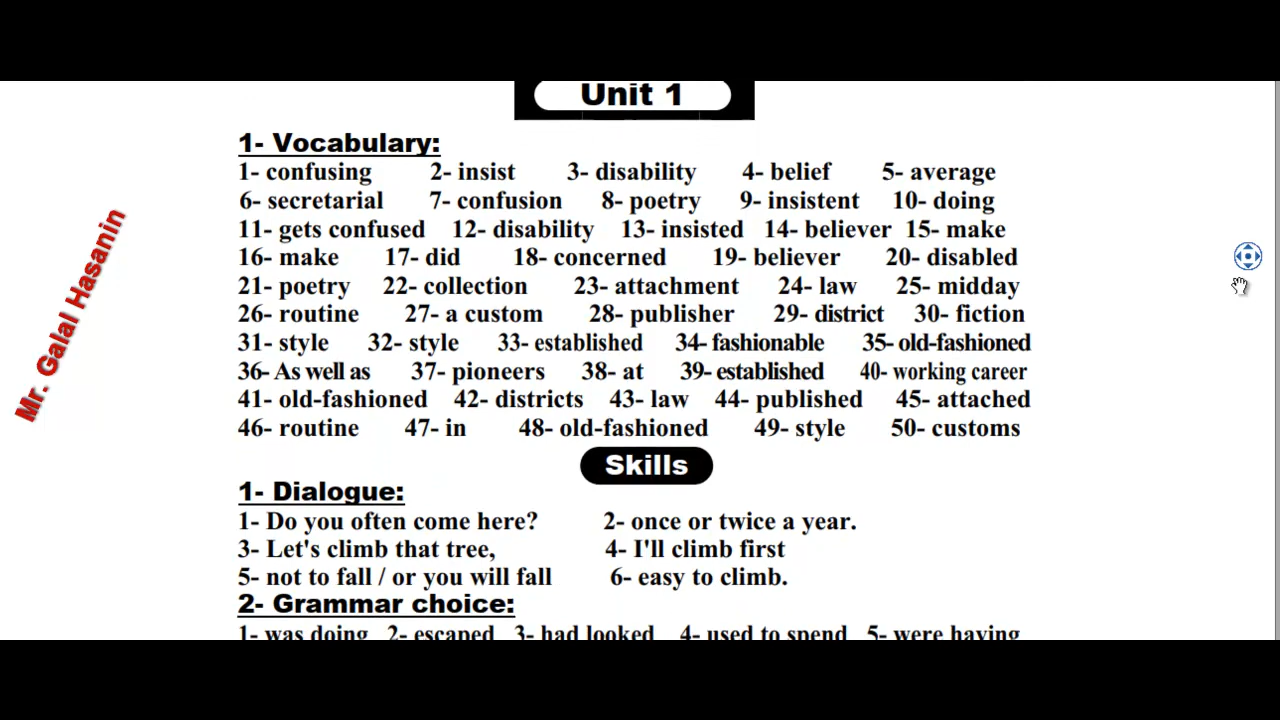 Unit 1
1- Vocabulary:
1- confusing 2- insist 3- disability 4- belief 5- average
6- secretarial 7- confusion 8- poetry 9- insistent 10- doing
11- gets confused 12- disability 13- insisted 14- believer 15- make
16- make 17- did 18- concerned 19- believer 20- disabled
21- poetry 22- collection 23- attachment 24- law 25- midday
26- routine 27- a custom 28- publisher 29- district 30- fiction
31- style 32- style 33- established 34- fashionable 35- old-fashioned
36- As well as 37- pioneers 38- at 39- established 40- working career
41- old-fashioned 42- districts 43- law 44- published 45- attached
46- routine 47- in 48- old-fashioned 49- style 50- customs
Skills
1- Dialogue:
1- Do you often come here? 2- once or twice a year.
3- Let's climb that tree, 4- I'll climb first
5- not to fall / or you will fall 6- easy to climb.
2- Grammar choice:
1- was doing 2- escaped 3- had looked 4- used to spend 5- were having
Mr. Galal Hasanin